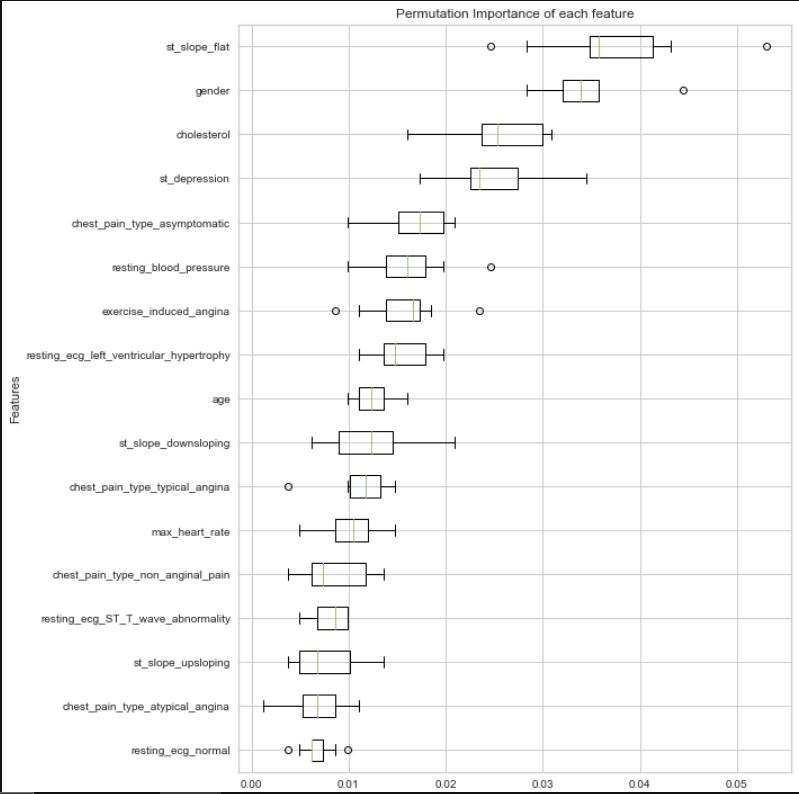 Permutation Importance of each feature
st_slope_flat
gender
cholesterol
st_depression
chest_pain_type_asymptomatic
resting_blood_pressure
exercise_induced_angina
resting_ecg_left_ventricular_hypertrophy
age
st_slope_downsloping
chest_pain_type_typical_angina
max_heart_rate
chest_pain_type_non_anginal_pain
resting_ecg_ST_T_wave_abnormality
st_slope_upsloping
chest_pain_type_atypical_angina
resting_ecg_normal
Features
0.00 0.01 0.02 0.03 0.04 0.05